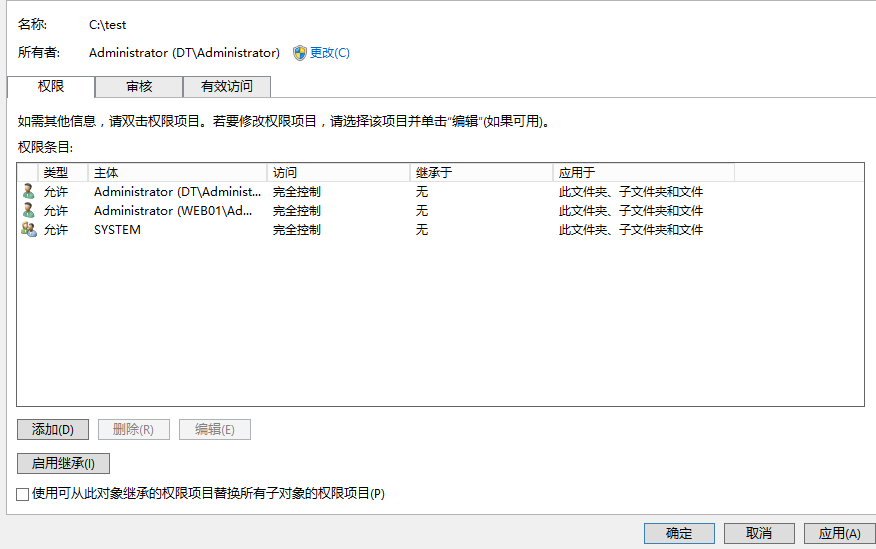 名称: C:\test
所有者: Administrator (DT\Administrator) 更改(C)
权限 审核 有效访问
如需其他信息，请双击权限项目。若要修改权限项目，请选择该项目并单击"编辑"(如果可用)。
权限条目:
类型 主体 访问 继承于 应用于
允许 Administrator (DT\Administ... 完全控制 无 此文件夹、子文件夹和文件
允许 Administrator (WEB01\Ad... 完全控制 无 此文件夹、子文件夹和文件
允许 SYSTEM 完全控制 无 此文件夹、子文件夹和文件
添加(D) 删除(R) 编辑(E)
启用继承(I)
使用可从此对象继承的权限项目替换所有子对象的权限项目(P)
确定 取消 应用(A)